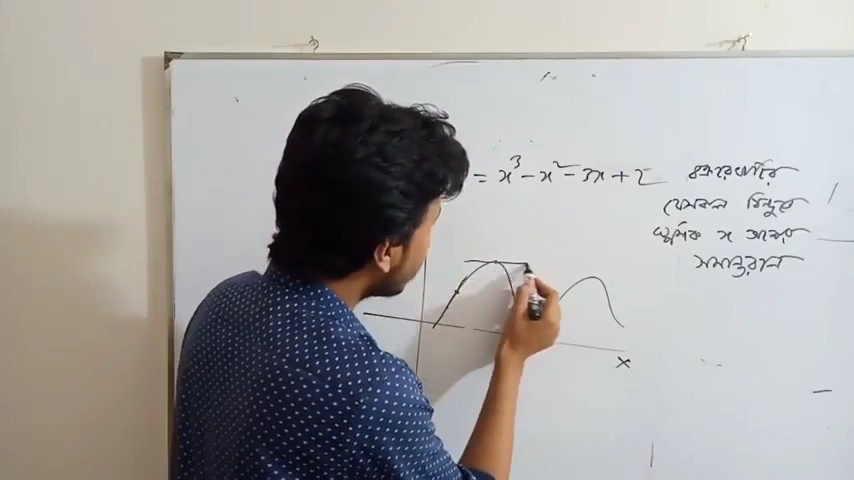 = x³ - x² - 3x + 2
বক্ররেখাটির
যেসকল বিন্দুতে
স্পর্শক x অক্ষের
সমান্তরাল
x